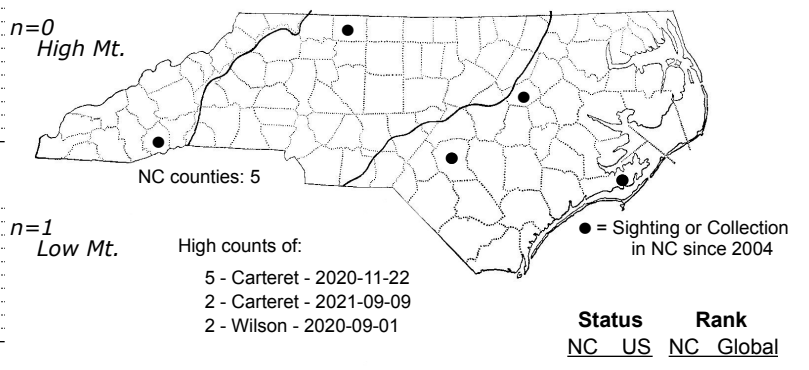 n=0
High Mt.
NC counties: 5
n=1
Low Mt.
High counts of:
5 - Carteret - 2020-11-22
2 - Carteret - 2021-09-09
2 - Wilson - 2020-09-01
● = Sighting or Collection
in NC since 2004
Status Rank
NC US NC Global